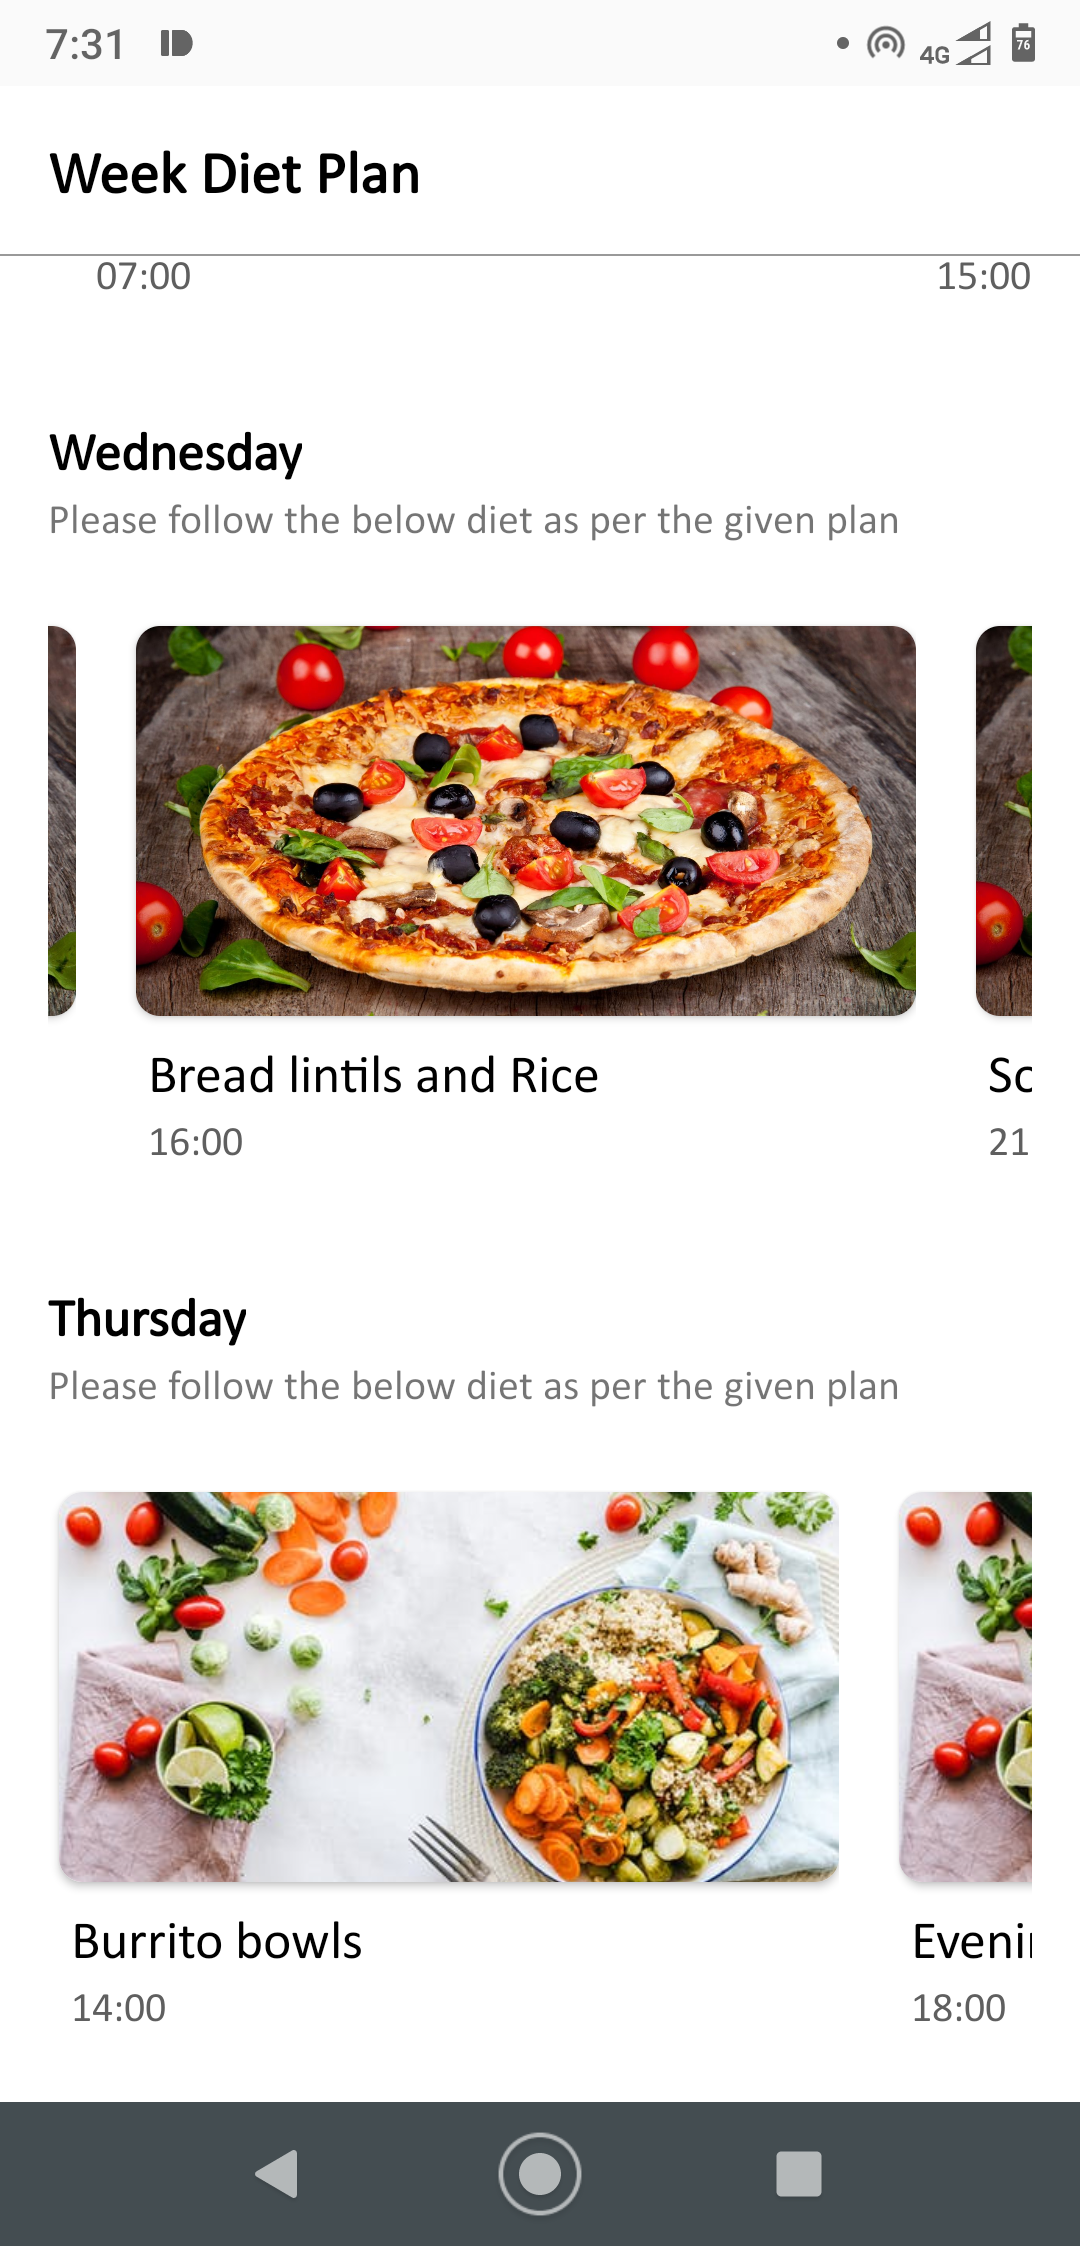 7:31
4G
76
Week Diet Plan
07:00 15:00
Wednesday
Please follow the below diet as per the given plan
Bread lintils and Rice
16:00
21
Thursday
Please follow the below diet as per the given plan
Burrito bowls
14:00
18:00